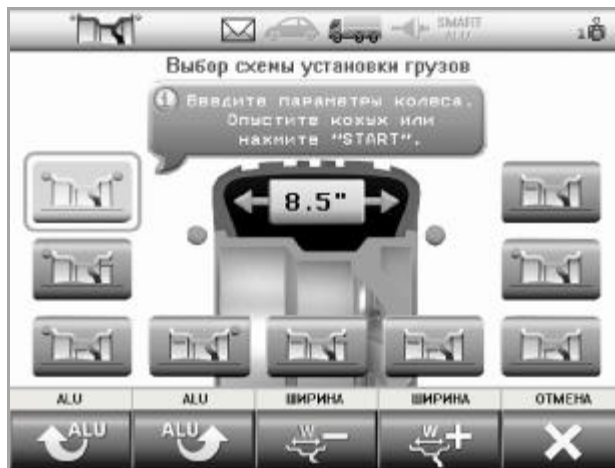 SMART
ALU
1
Выбор схемы установки грузов
Введите параметры колеса.
Опустите кожух или
нажмите "START".
8.5"
ALU
ALU
ШИРИНА
ШИРИНА
ОТМЕНА
ALU
ALU
W
W